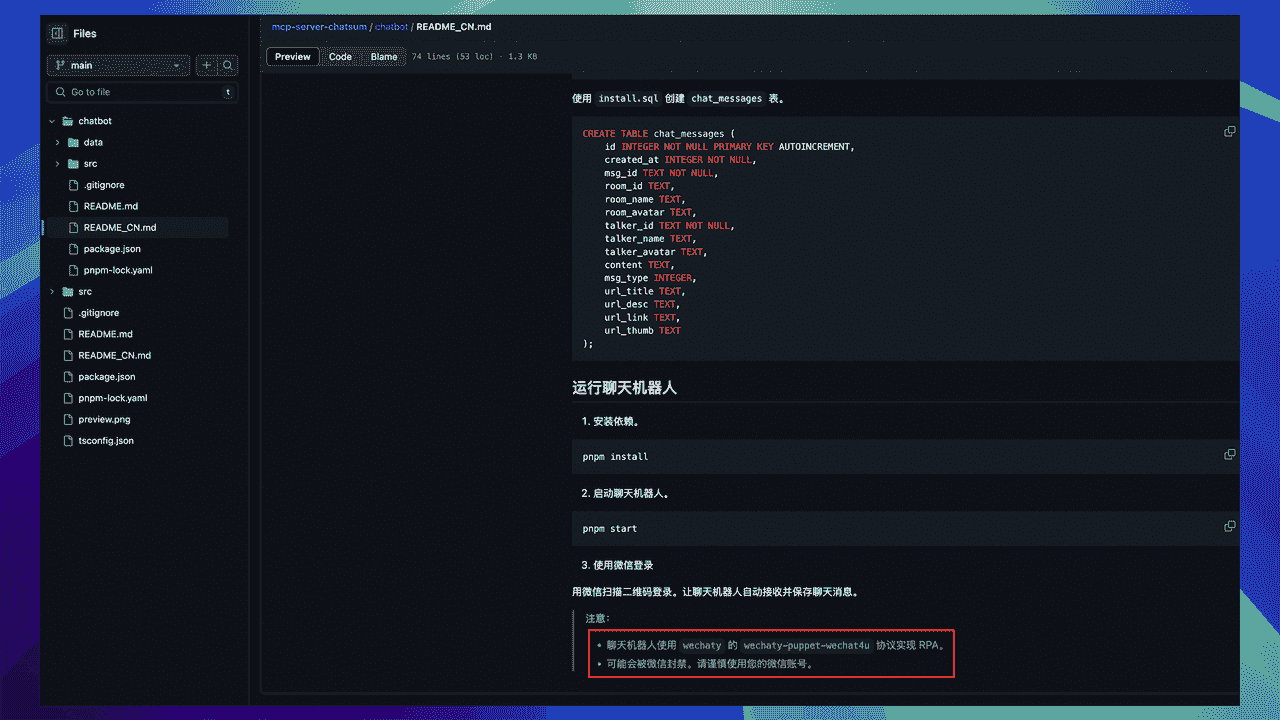 Files
main
Go to file
t
chatbot
data
src
.gitignore
README.md
README_CN.md
package.json
pnpm-lock.yaml
src
.gitignore
README.md
README_CN.md
package.json
pnpm-lock.yaml
preview.png
tsconfig.json
mcp-server-chatsum / chatbot / README_CN.md
Preview Code Blame 74 lines (53 loc) · 1.3 KB
使用 install.sql 创建 chat_messages 表。
CREATE TABLE chat_messages (
id INTEGER NOT NULL PRIMARY KEY AUTOINCREMENT,
created_at INTEGER NOT NULL,
msg_id TEXT NOT NULL,
room_id TEXT,
room_name TEXT,
room_avatar TEXT,
talker_id TEXT NOT NULL,
talker_name TEXT,
talker_avatar TEXT,
content TEXT,
msg_type INTEGER,
url_title TEXT,
url_desc TEXT,
url_link TEXT,
url_thumb TEXT
);
运行聊天机器人
1. 安装依赖。
pnpm install
2. 启动聊天机器人。
pnpm start
3. 使用微信登录
用微信扫描二维码登录。让聊天机器人自动接收并保存聊天消息。
注意：
• 聊天机器人使用 wechaty 的 wechaty-puppet-wechat4u 协议实现 RPA。
• 可能会被微信封禁。请谨慎使用您的微信账号。